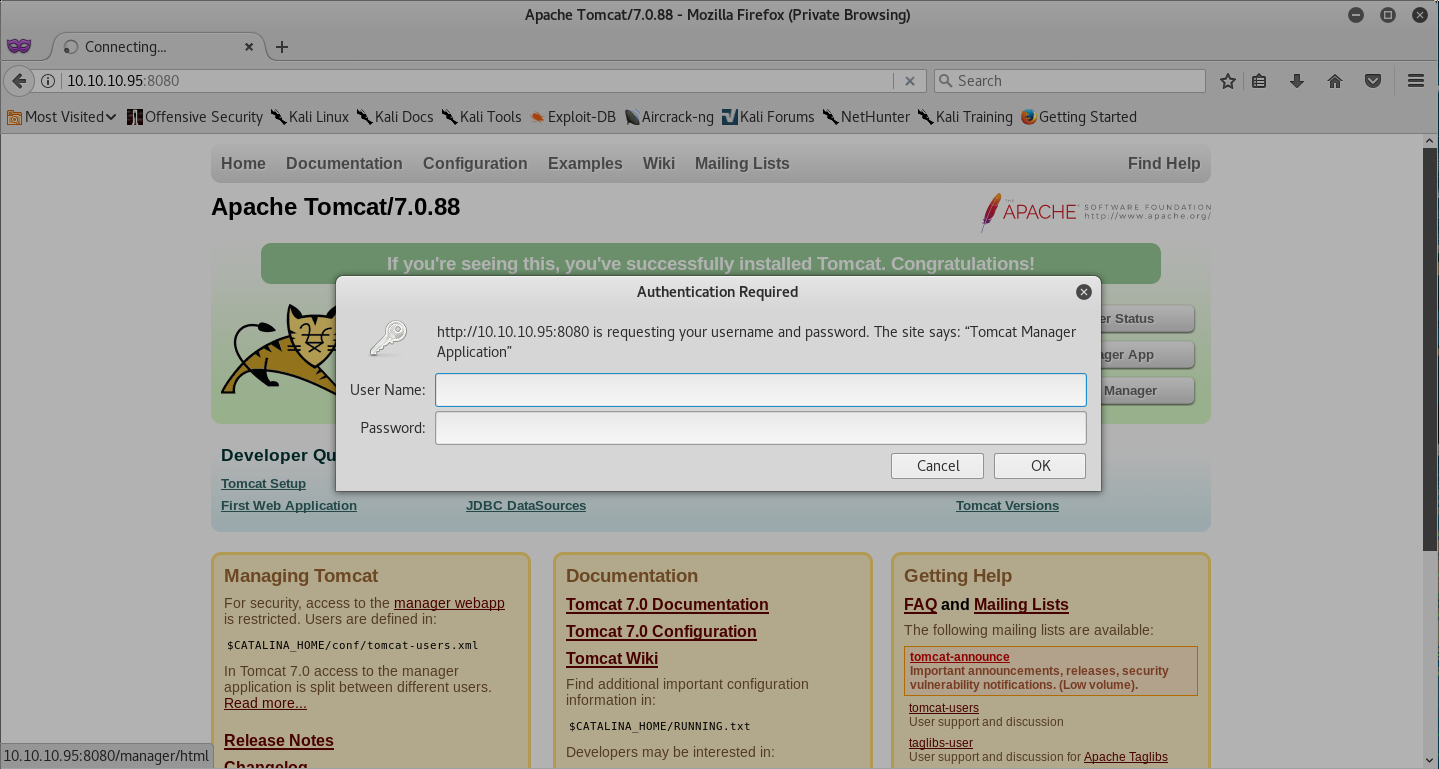 Apache Tomcat/7.0.88 - Mozilla Firefox (Private Browsing)
Connecting...
10.10.10.95:8080
Search
Most Visited
Offensive Security
Kali Linux
Kali Docs
Kali Tools
Exploit-DB
Aircrack-ng
Kali Forums
NetHunter
Kali Training
Getting Started
Home Documentation Configuration Examples Wiki Mailing Lists Find Help
Apache Tomcat/7.0.88
THE
APACHE SOFTWARE FOUNDATION
http://www.apache.org/
If you're seeing this, you've successfully installed Tomcat. Congratulations!
Authentication Required
http://10.10.10.95:8080 is requesting your username and password. The site says: “Tomcat Manager
Application”
User Name:
Password:
Cancel OK
er Status
ager App
Manager
Developer Qu
Tomcat Setup
First Web Application
JDBC DataSources
Tomcat Versions
Managing Tomcat
For security, access to the manager webapp
is restricted. Users are defined in:
$CATALINA_HOME/conf/tomcat-users.xml
In Tomcat 7.0 access to the manager
application is split between different users.
Read more...
Release Notes
Changelog
Documentation
Tomcat 7.0 Documentation
Tomcat 7.0 Configuration
Tomcat Wiki
Find additional important configuration
information in:
$CATALINA_HOME/RUNNING.txt
Developers may be interested in:
Getting Help
FAQ and Mailing Lists
The following mailing lists are available:
tomcat-announce
Important announcements, releases, security
vulnerability notifications. (Low volume).
tomcat-users
User support and discussion
taglibs-user
User support and discussion for Apache Taglibs
10.10.10.95:8080/manager/html